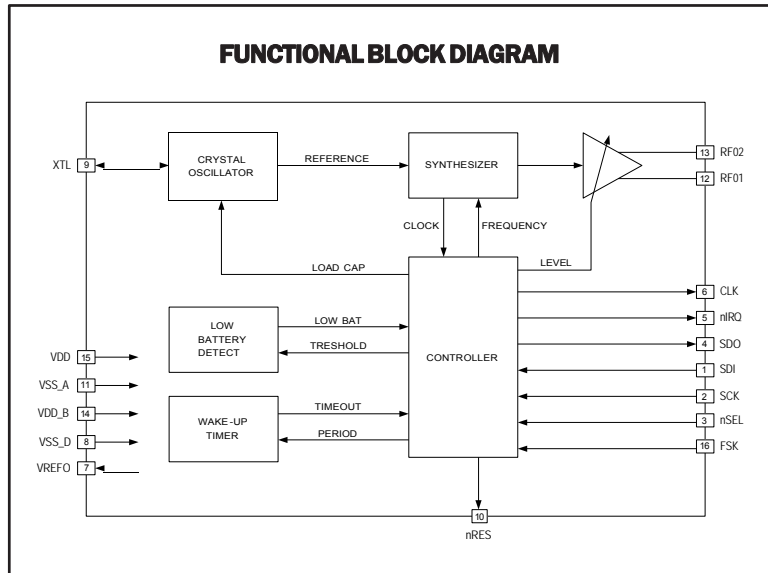 FUNCTIONAL BLOCK DIAGRAM
XTL 9
CRYSTAL
OSCILLATOR
REFERENCE
SYNTHESIZER
13 RF02
12 RF01
CLOCK
FREQUENCY
LOAD CAP
LEVEL
6 CLK
5 nIRQ
4 SDO
1 SDI
2 SCK
3 nSEL
16 FSK
LOW
BATTERY
DETECT
LOW BAT
TRESHOLD
CONTROLLER
VDD 15
VSS_A 11
VDD_B 14
VSS_D 8
VREFO 7
WAKE-UP
TIMER
TIMEOUT
PERIOD
10
nRES